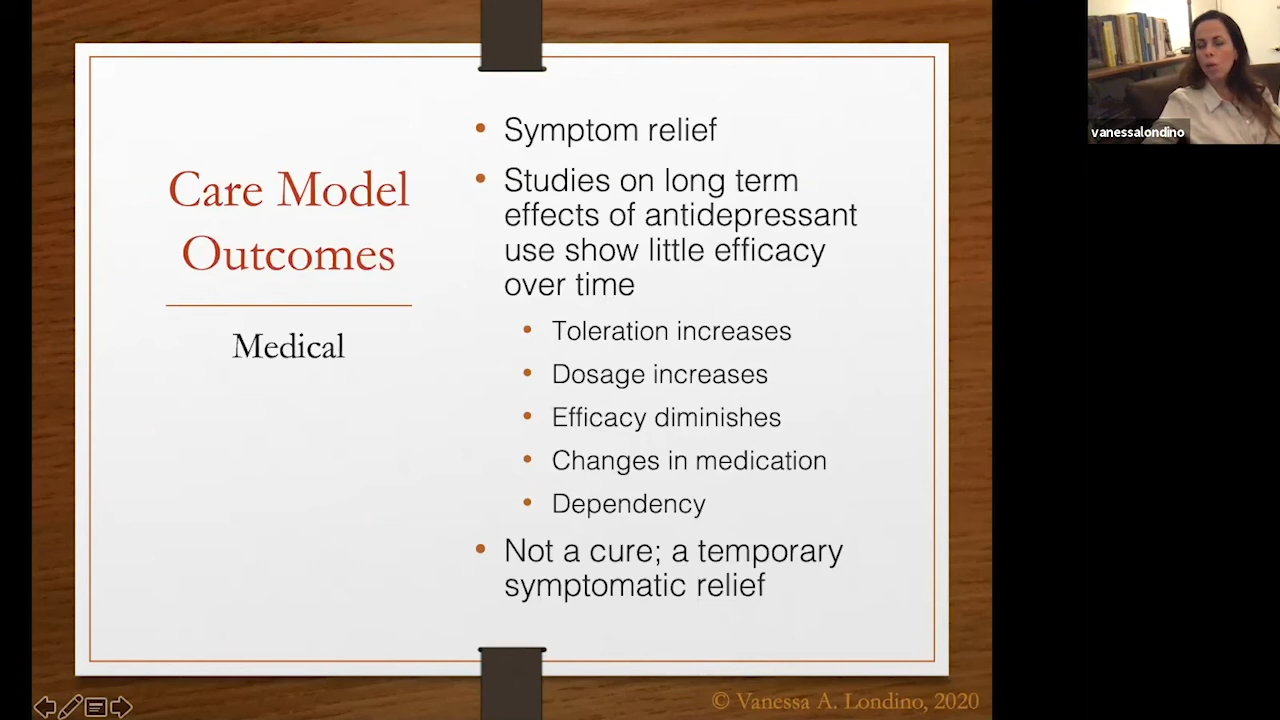 Care Model
Outcomes
Medical
• Symptom relief
• Studies on long term
effects of antidepressant
use show little efficacy
over time
• Toleration increases
• Dosage increases
• Efficacy diminishes
• Changes in medication
• Dependency
• Not a cure; a temporary
symptomatic relief
© Vanessa A. Londino, 2020
vanessalondino